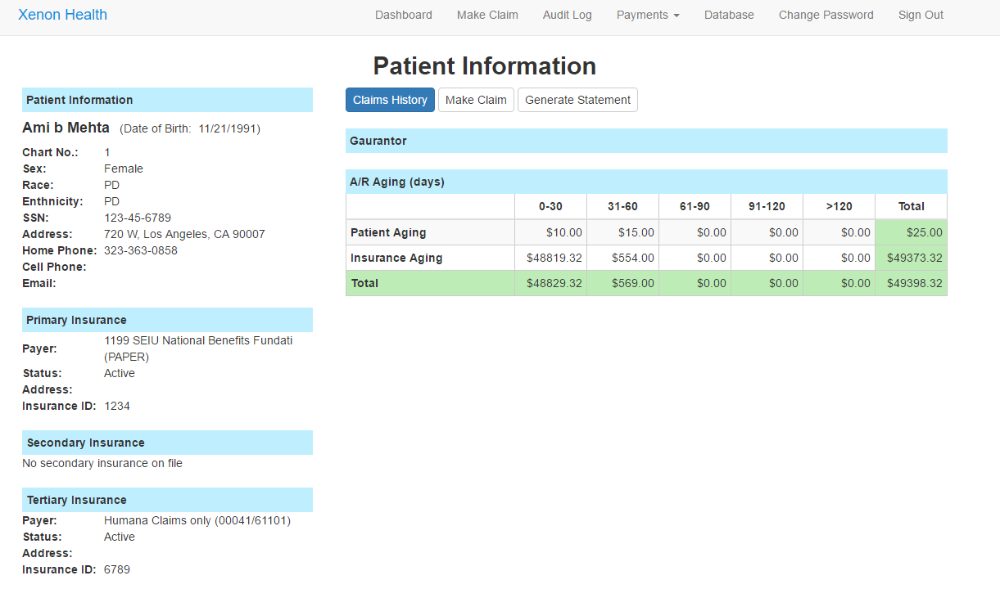 Xenon Health Dashboard Make Claim Audit Log Payments Database Change Password Sign Out
Patient Information
Claims History Make Claim Generate Statement
Patient Information
Ami b Mehta (Date of Birth: 11/21/1991)
Chart No.: 1
Sex: Female
Race: PD
Enthnicity: PD
SSN: 123-45-6789
Address: 720 W, Los Angeles, CA 90007
Home Phone: 323-363-0858
Cell Phone:
Email:
Primary Insurance
Payer: 1199 SEIU National Benefits Fundati
(PAPER)
Status: Active
Address:
Insurance ID: 1234
Secondary Insurance
No secondary insurance on file
Tertiary Insurance
Payer: Humana Claims only (00041/61101)
Status: Active
Address:
Insurance ID: 6789
Gaurantor
A/R Aging (days)
0-30 31-60 61-90 91-120 >120 Total
Patient Aging $10.00 $15.00 $0.00 $0.00 $0.00 $25.00
Insurance Aging $48819.32 $554.00 $0.00 $0.00 $0.00 $49373.32
Total $48829.32 $569.00 $0.00 $0.00 $0.00 $49398.32